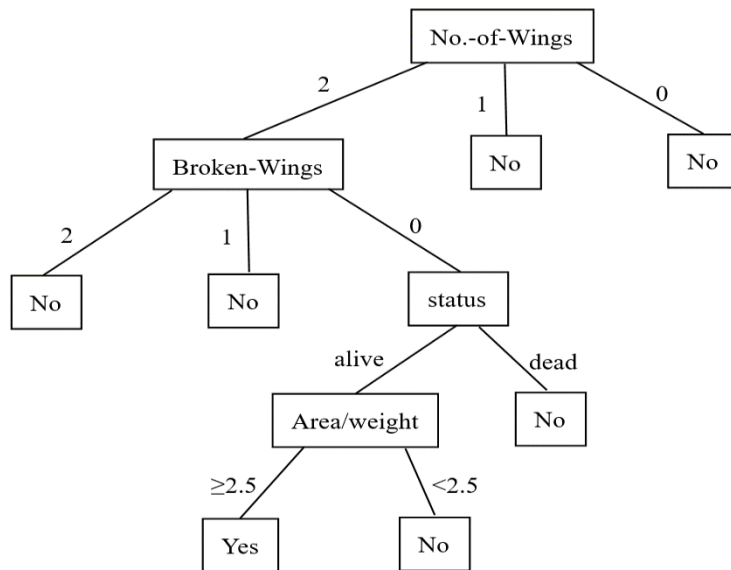 No.-of-Wings
2
1
0
Broken-Wings
No
No
2
1
0
No
No
status
alive
dead
Area/weight
No
≥2.5
<2.5
Yes
No